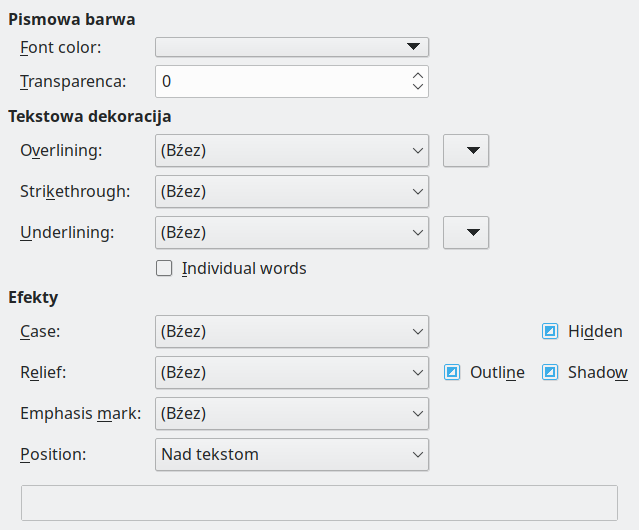 Pismowa barwa
Font color:
Transparenca: 0
Tekstowa dekoracija
Overlining: (Bźez)
Strikethrough: (Bźez)
Underlining: (Bźez)
Individual words
Efekty
Case: (Bźez) Hidden
Relief: (Bźez) Outline Shadow
Emphasis mark: (Bźez)
Position: Nad tekstom